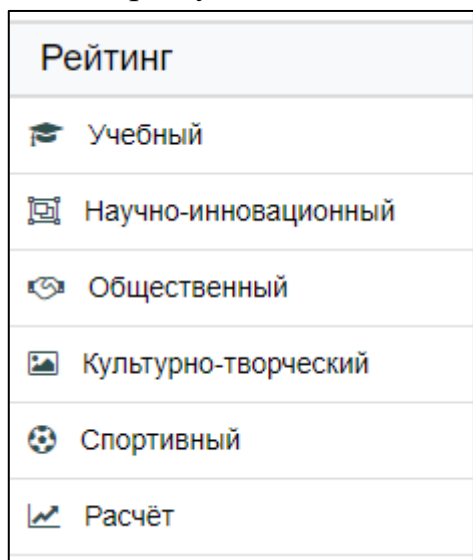 Рейтинг
Учебный
Научно-инновационный
Общественный
Культурно-творческий
Спортивный
Расчёт